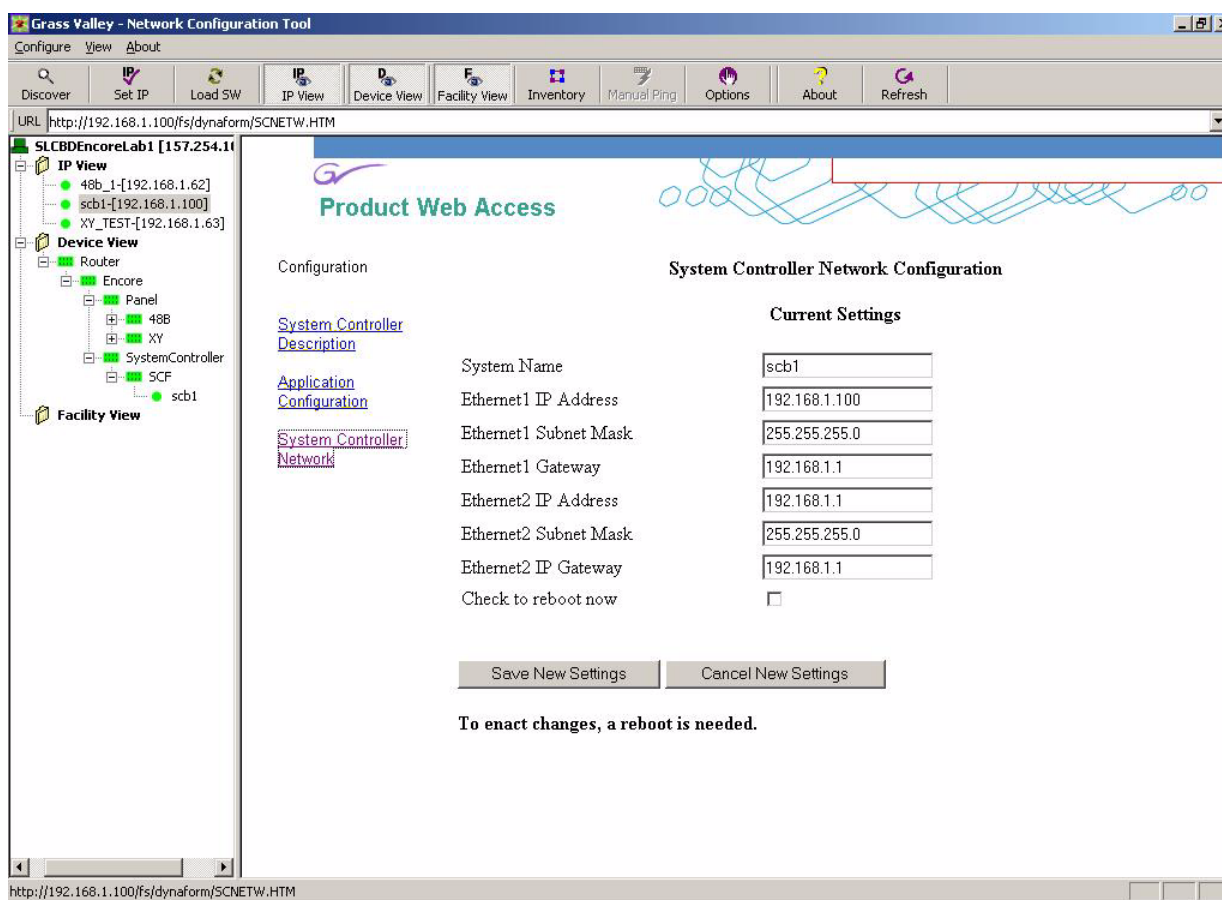 Grass Valley - Network Configuration Tool
Configure View About
Discover Set IP Load SW IP View Device View Facility View Inventory Manual Ping Options About Refresh
URL http://192.168.1.100/fs/dynaform/SCNETW.HTM
SLCBDEncoreLab1 [157.254.1
IP View
48b_1-[192.168.1.62]
scb1-[192.168.1.100]
XY_TEST-[192.168.1.63]
Device View
Router
Encore
Panel
48B
XY
SystemController
SCF
scb1
Facility View
Product Web Access
Configuration
System Controller
Description
Application
Configuration
System Controller
Network
System Controller Network Configuration
Current Settings
System Name scb1
Ethernet1 IP Address 192.168.1.100
Ethernet1 Subnet Mask 255.255.255.0
Ethernet1 Gateway 192.168.1.1
Ethernet2 IP Address 192.168.1.1
Ethernet2 Subnet Mask 255.255.255.0
Ethernet2 IP Gateway 192.168.1.1
Check to reboot now
Save New Settings Cancel New Settings
To enact changes, a reboot is needed.
http://192.168.1.100/fs/dynaform/SCNETW.HTM